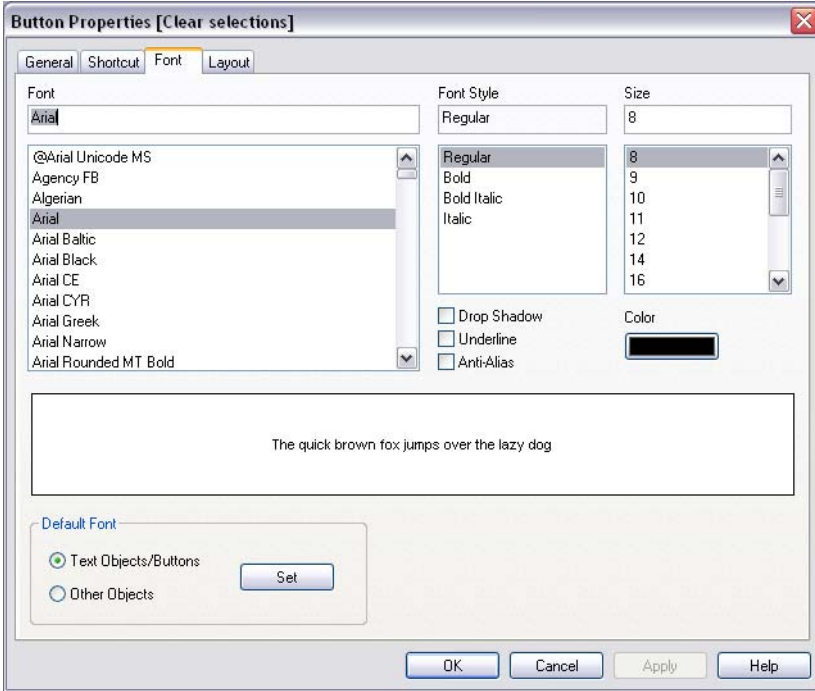 Button Properties [Clear selections]
General Shortcut Font Layout
Font
Arial
@Arial Unicode MS
Agency FB
Algerian
Arial
Arial Baltic
Arial Black
Arial CE
Arial CYR
Arial Greek
Arial Narrow
Arial Rounded MT Bold
Font Style
Regular
Regular
Bold
Bold Italic
Italic
Size
8
8
9
10
11
12
14
16
Drop Shadow
Underline
Anti-Alias
Color
The quick brown fox jumps over the lazy dog
Default Font
Text Objects/Buttons
Other Objects
Set
OK Cancel Apply Help